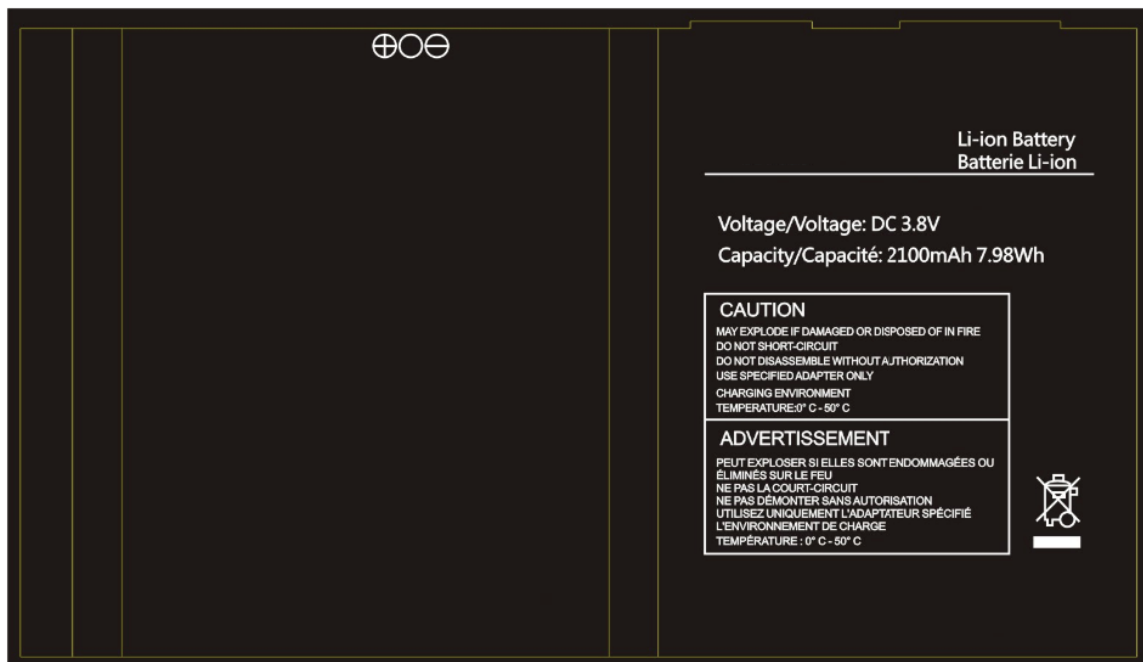 Li-ion Battery
Batterie Li-ion
Voltage/Voltage: DC 3.8V
Capacity/Capacité: 2100mAh 7.98Wh
CAUTION
MAY EXPLODE IF DAMAGED OR DISPOSED OF IN FIRE
DO NOT SHORT-CIRCUIT
DO NOT DISASSEMBLE WITHOUT AJTHORIZATION
USE SPECIFIED ADAPTER ONLY
CHARGING ENVIRONMENT
TEMPERATURE:0° C - 50° C
ADVERTISSEMENT
PEUT EXPLOSER SI ELLES SONT ENDOMMAGÉES OU
ÉLIMINÉS SUR LE FEU
NE PAS LA COURT-CIRCUIT
NE PAS DÉMONTER SANS AUTORISATION
UTILISEZ UNIQUEMENT L'ADAPTATEUR SPÉCIFIÉ
L'ENVIRONNEMENT DE CHARGE
TEMPÉRATURE : 0° C - 50° C